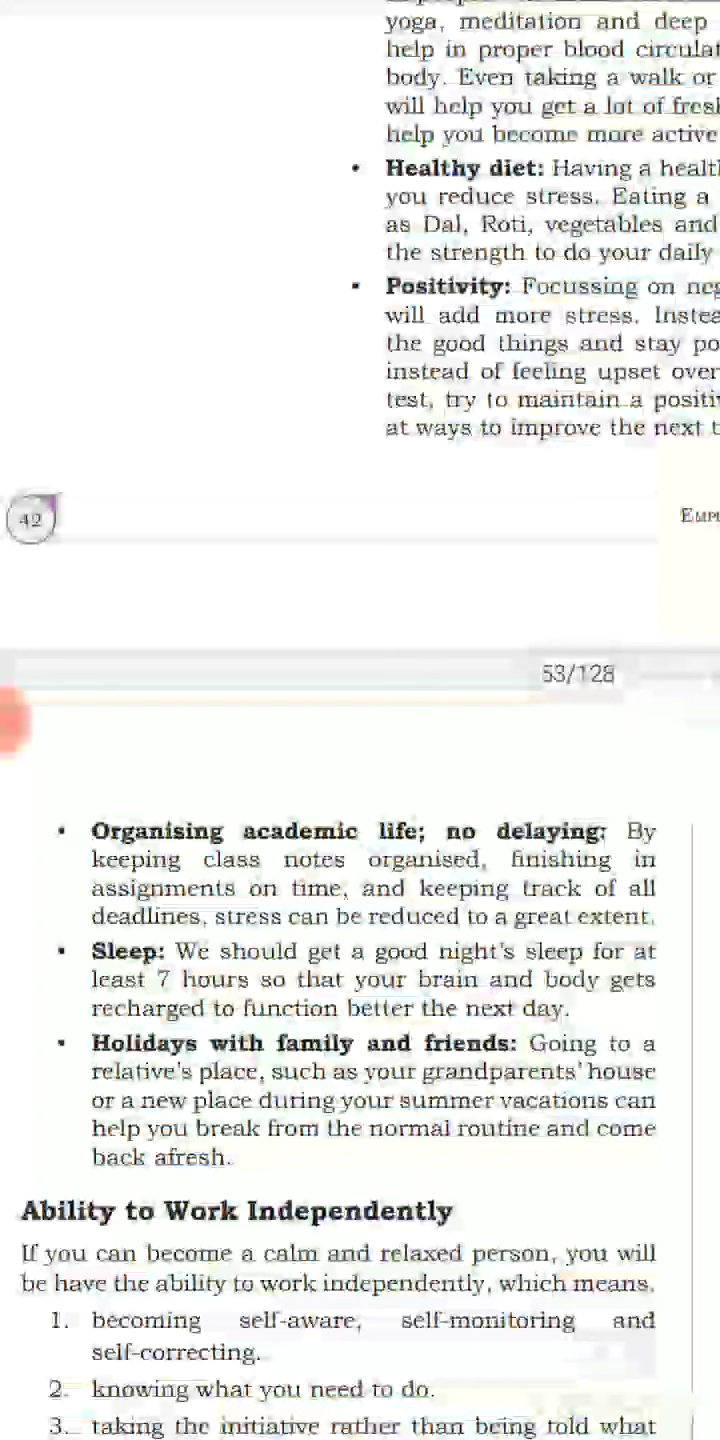 yoga, meditation and deep
help in proper blood
body. Even taking a walk or
will help you get a lot of
help you become more active
• Healthy diet: Having a
you reduce stress. Eating a
as Dal, Roti, vegetables and
the strength to do your daily
• Positivity: Focussing on
will add more stress.
the good things and stay
instead of feeling upset over
test, try to maintain a
at ways to improve the next
42
53/128
• Organising academic life; no delaying: By
keeping class notes organised, finishing in
assignments on time, and keeping track of all
deadlines, stress can be reduced to a great extent.
• Sleep: We should get a good night's sleep for at
least 7 hours so that your brain and body gets
recharged to function better the next day.
• Holidays with family and friends: Going to a
relative's place, such as your grandparents' house
or a new place during your summer vacations can
help you break from the normal routine and come
back afresh.
Ability to Work Independently
If you can become a calm and relaxed person, you will
be have the ability to work independently, which means.
1. becoming self-aware, self-monitoring and
self-correcting.
2. knowing what you need to do.
3. taking the initiative rather than being told what